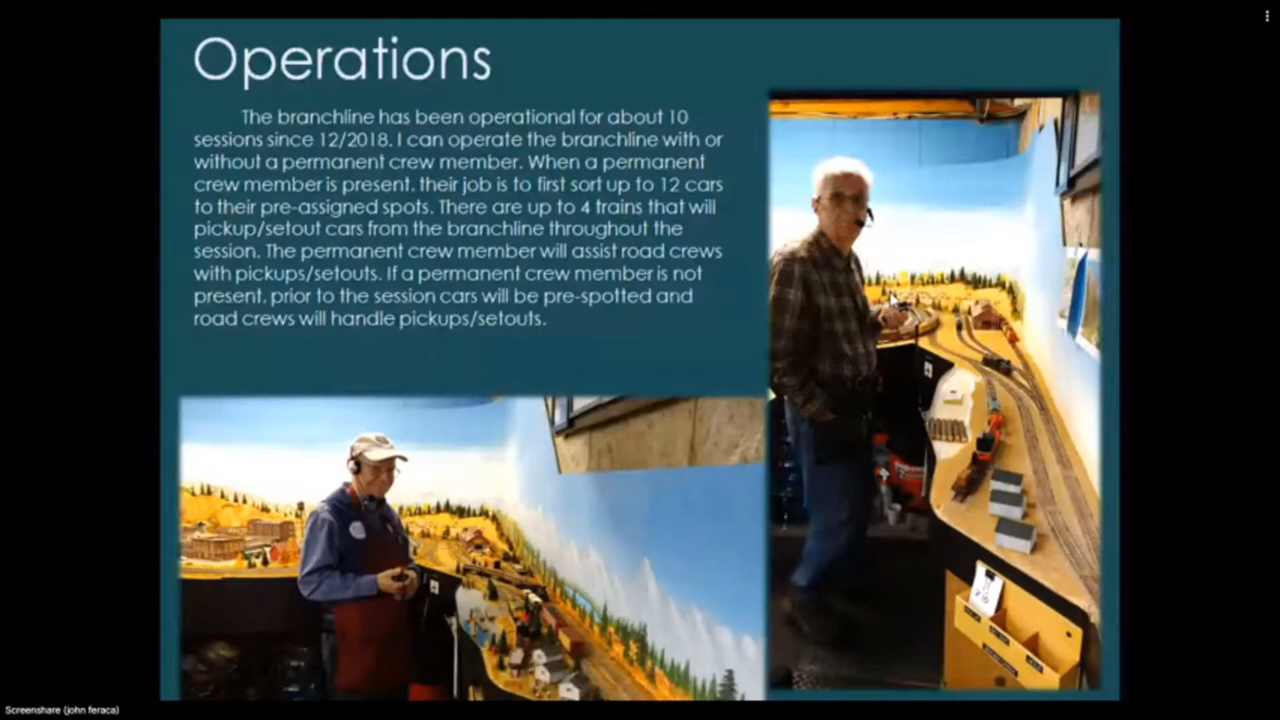 Operations
The branchline has been operational for about 10
sessions since 12/2018. I can operate the branchline with or
without a permanent crew member. When a permanent
crew member is present, their job is to first sort up to 12 cars
to their pre-assigned spots. There are up to 4 trains that will
pickup/setout cars from the branchline throughout the
session. The permanent crew member will assist road crews
with pickups/setouts. If a permanent crew member is not
present, prior to the session cars will be pre-spotted and
road crews will handle pickups/setouts.
Screenshare (john feraca)